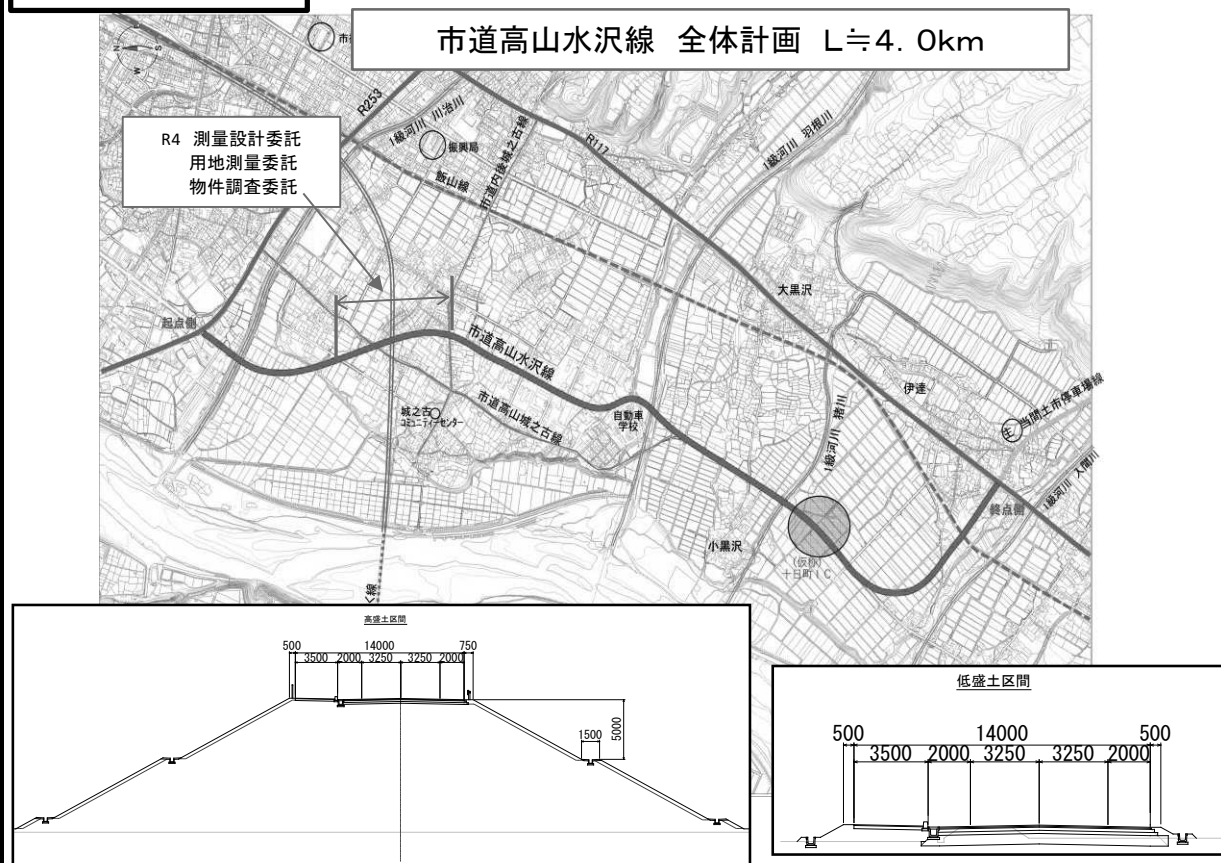 市道高山水沢線 全体計画 L≒4.0km
N
S
W
R253
1級河川 川治川
振興局
R4 測量設計委託
用地測量委託
物件調査委託
市道内後城之古線
飯山線
R117
1級河川 羽根川
大黒沢
起点側
市道高山水沢線
伊達
当間土市停車場線
城之古
コミュニティーセンター
市道高山城之古線
自動車
学校
1級河川 猪川
1級河川 入間川
終点側
小黒沢
(仮称)
十日町IC
高盛土区間
500 14000 750
3500 2000 3250 3250 2000
5000
1500
低盛土区間
500 14000 500
3500 2000 3250 3250 2000